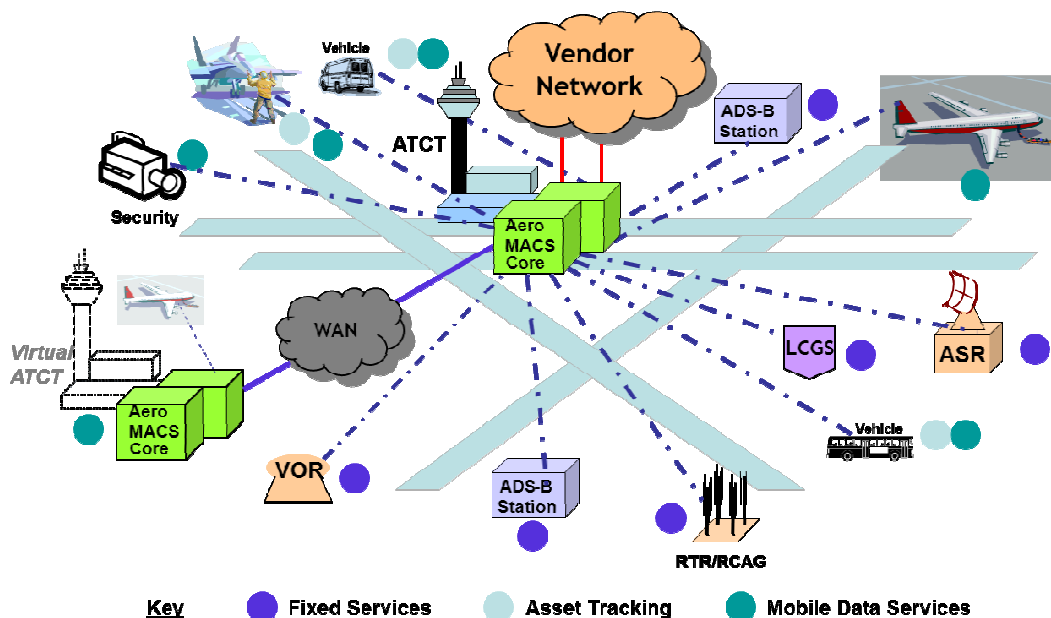 Vehicle
Vendor
Network
ADS-B
Station
ATCT
Security
Aero
MACS
Core
WAN
Virtual
ATCT
Aero
MACS
Core
LCGS
ASR
Vehicle
VOR
ADS-B
Station
RTR/RCAG
Key
Fixed Services
Asset Tracking
Mobile Data Services